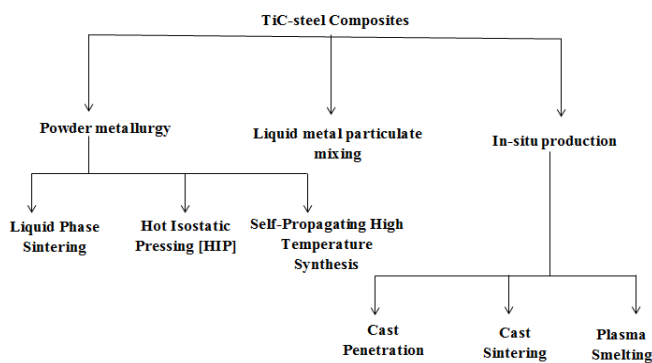 TiC-steel Composites
Powder metallurgy
Liquid metal particulate
mixing
In-situ production
Liquid Phase
Sintering
Hot Isostatic
Pressing [HIP]
Self-Propagating High
Temperature
Synthesis
Cast
Penetration
Cast
Sintering
Plasma
Smelting